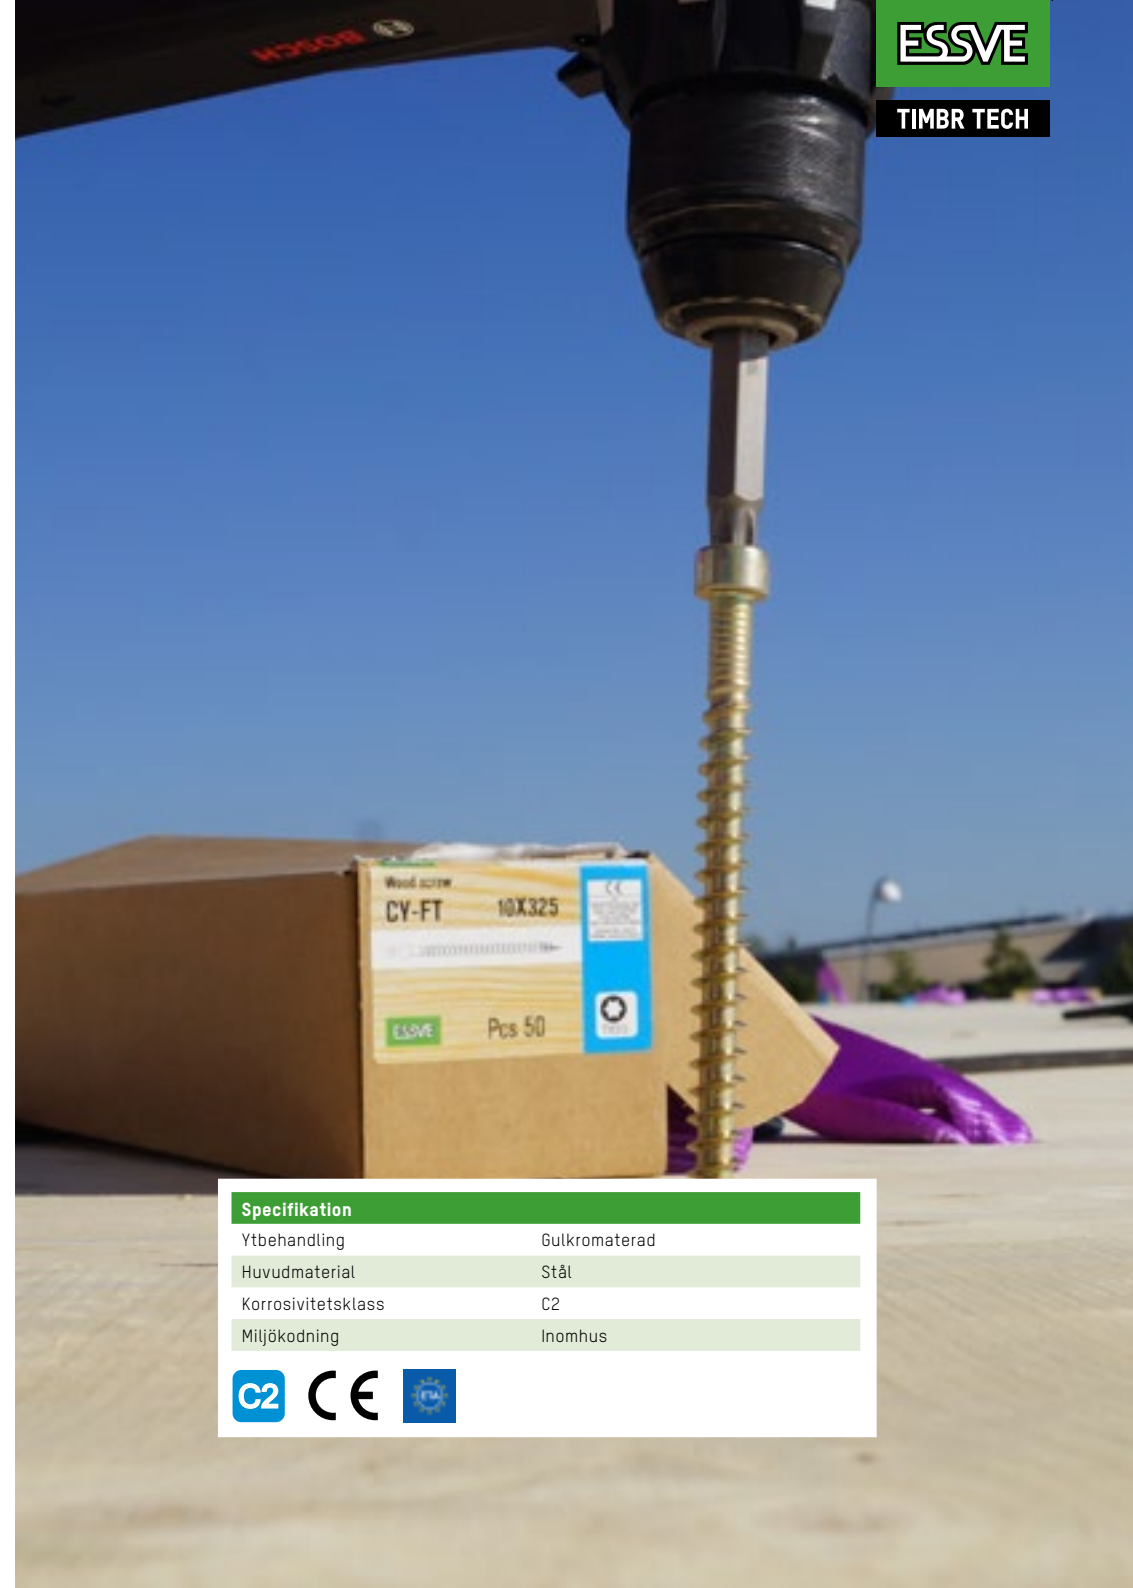 BOSCH
ESSVE
TIMBR TECH
Wood screw
CY-FT 10X325
ESSVE Pcs 50
Specifikation
Ytbehandling Gulkromaterad
Huvudmaterial Stål
Korrosivitetsklass C2
Miljökodning Inomhus
C2 CE ETA